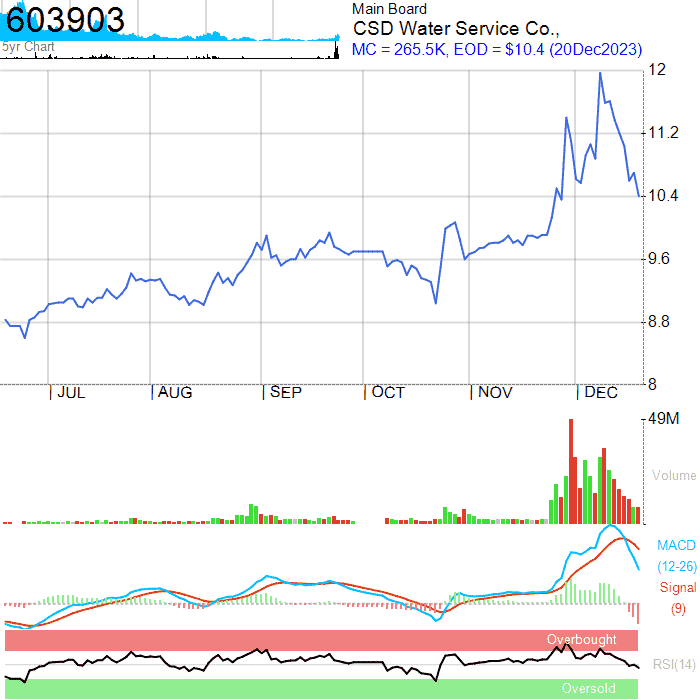 603903
5yr Chart
Main Board
CSD Water Service Co.,
MC = 265.5K, EOD = $10.4 (20Dec2023)
12
11.2
10.4
9.6
8.8
8
JUL AUG SEP OCT NOV DEC
49M
Volume
MACD
(12-26)
Signal
(9)
Overbought
RSI(14)
Oversold